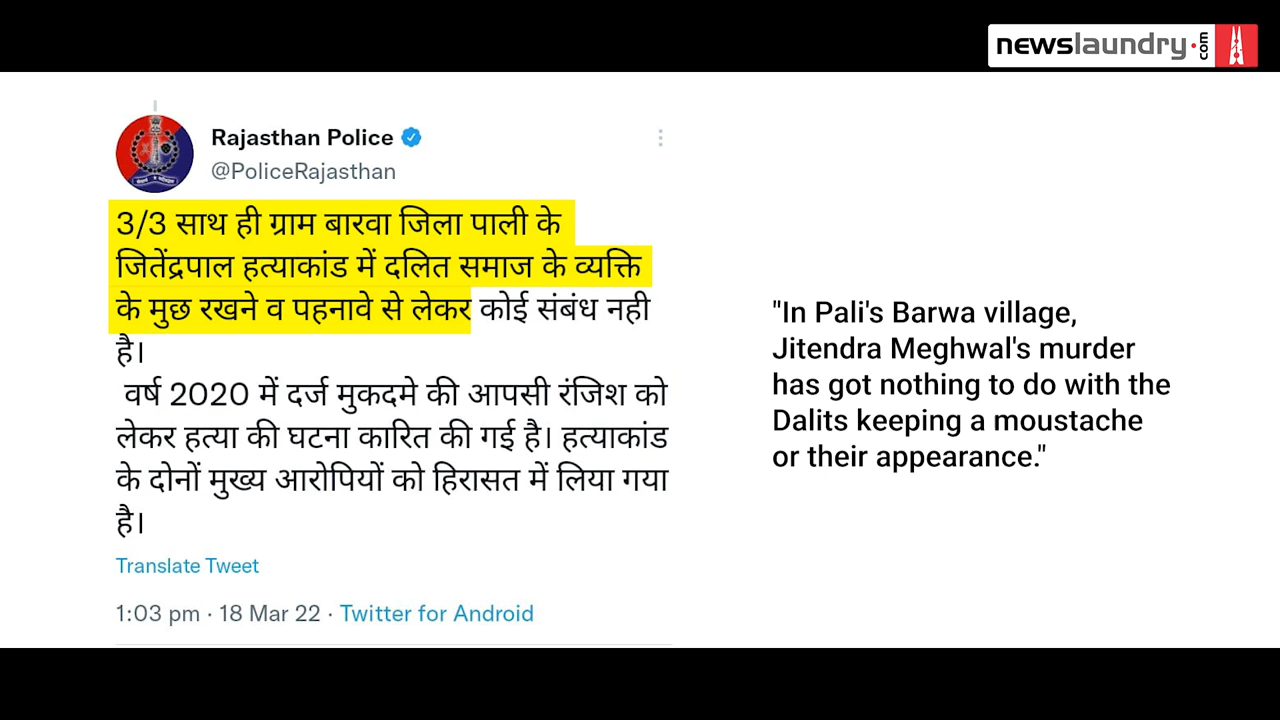 newslaundry.com
Rajasthan Police
@PoliceRajasthan
3/3 साथ ही ग्राम बारवा जिला पाली के
जितेंद्रपाल हत्याकांड में दलित समाज के व्यक्ति
के मुछ रखने व पहनावे से लेकर कोई संबंध नही
है।
वर्ष 2020 में दर्ज मुकदमे की आपसी रंजिश को
लेकर हत्या की घटना कारित की गई है। हत्याकांड
के दोनों मुख्य आरोपियों को हिरासत में लिया गया
है।
Translate Tweet
1:03 pm · 18 Mar 22 · Twitter for Android
"In Pali's Barwa village,
Jitendra Meghwal's murder
has got nothing to do with the
Dalits keeping a moustache
or their appearance."